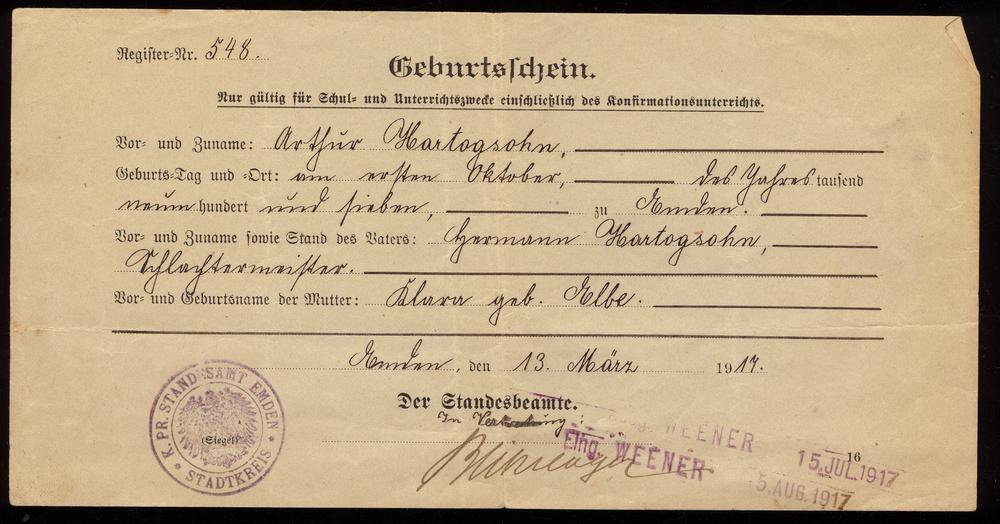 Register-Nr. 548.
Geburtsschein.
Nur gültig für Schul- und Unterrichtszwecke einschließlich des Konfirmationsunterrichts.
Vor- und Zuname: Arthur Hartogsohn,
Geburts-Tag und -Ort: am ersten Oktober, des Jahres tausend
neunhundert und sieben, zu Emden.
Vor- und Zuname sowie Stand des Vaters: Hermann Hartogsohn,
Schlachtermeister.
Vor- und Geburtsname der Mutter: Klara geb. Elbe.
Emden, den 13. März 1917.
Der Standesbeamte.
In Vertretung:
K. PR. STANDESAMT EMDEN
(Siegel)
STADTKREIS
WEENER
Eing. WEENER
16
15. JUL. 1917
5. AUG. 1917